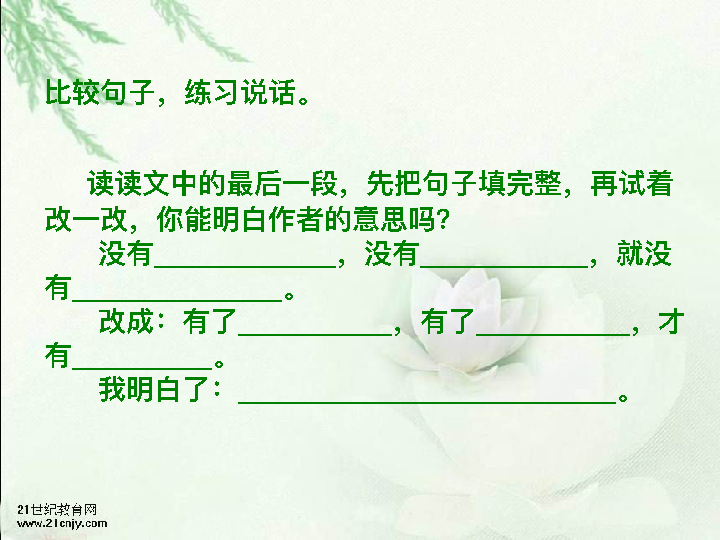 比较句子，练习说话。
读读文中的最后一段，先把句子填完整，再试着
改一改，你能明白作者的意思吗？
没有_____________，没有____________，就没
有_______________。
改成：有了___________，有了___________，才
有__________。
我明白了：___________________________。
21世纪教育网
www.21cnjy.com